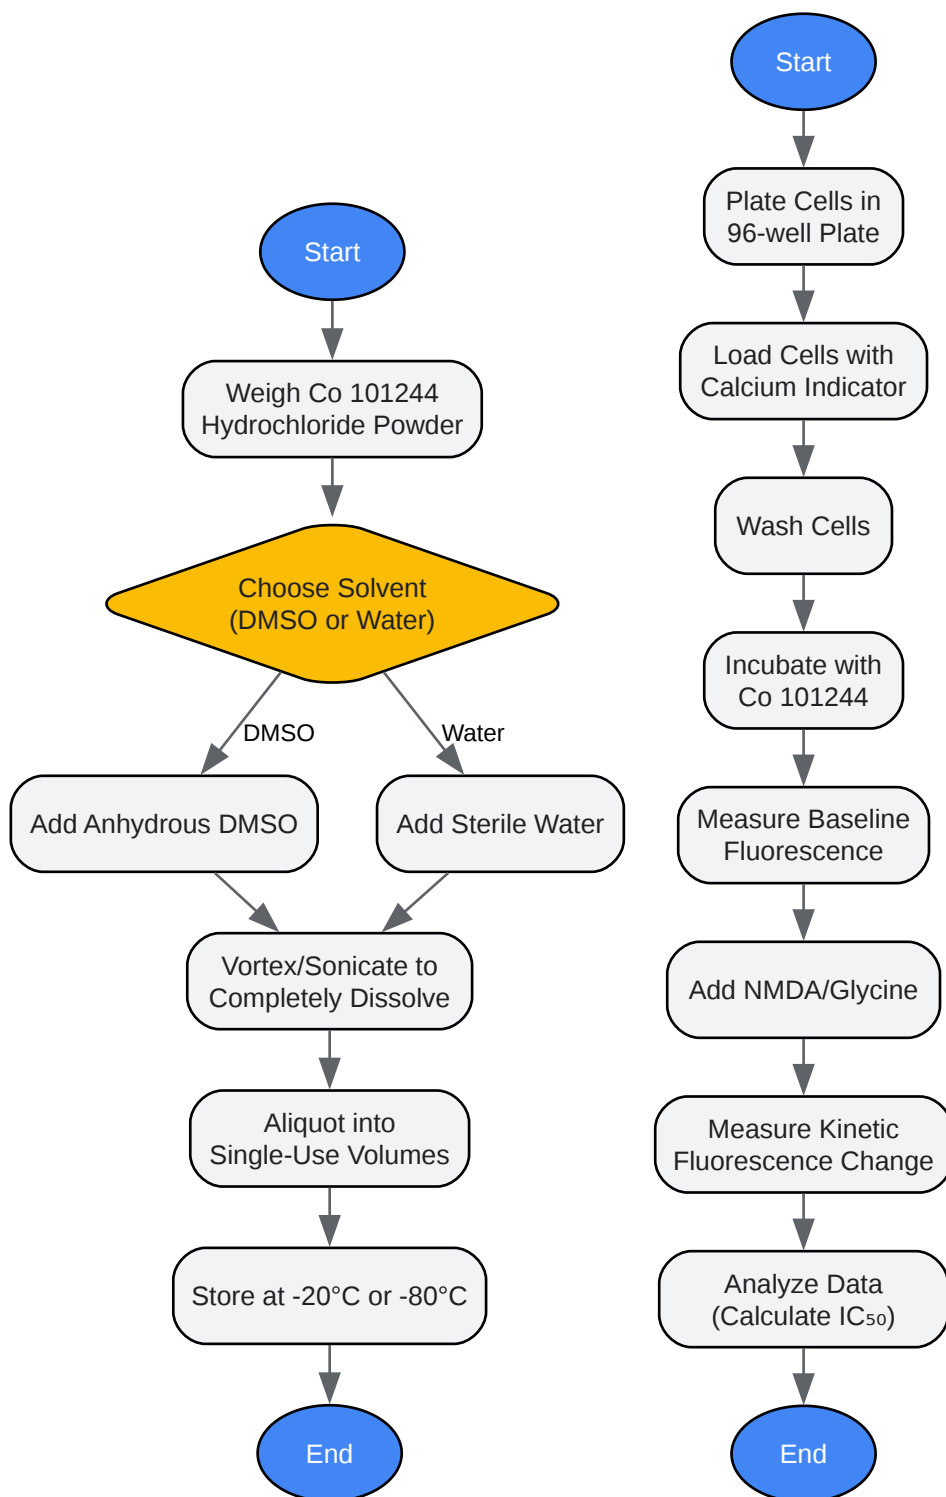 Start
Weigh Co 101244
Hydrochloride Powder
Choose Solvent
(DMSO or Water)
DMSO
Water
Add Anhydrous DMSO
Add Sterile Water
Vortex/Sonicate to
Completely Dissolve
Aliquot into
Single-Use Volumes
Store at -20°C or -80°C
End
Start
Plate Cells in
96-well Plate
Load Cells with
Calcium Indicator
Wash Cells
Incubate with
Co 101244
Measure Baseline
Fluorescence
Add NMDA/Glycine
Measure Kinetic
Fluorescence Change
Analyze Data
(Calculate IC₅₀)
End